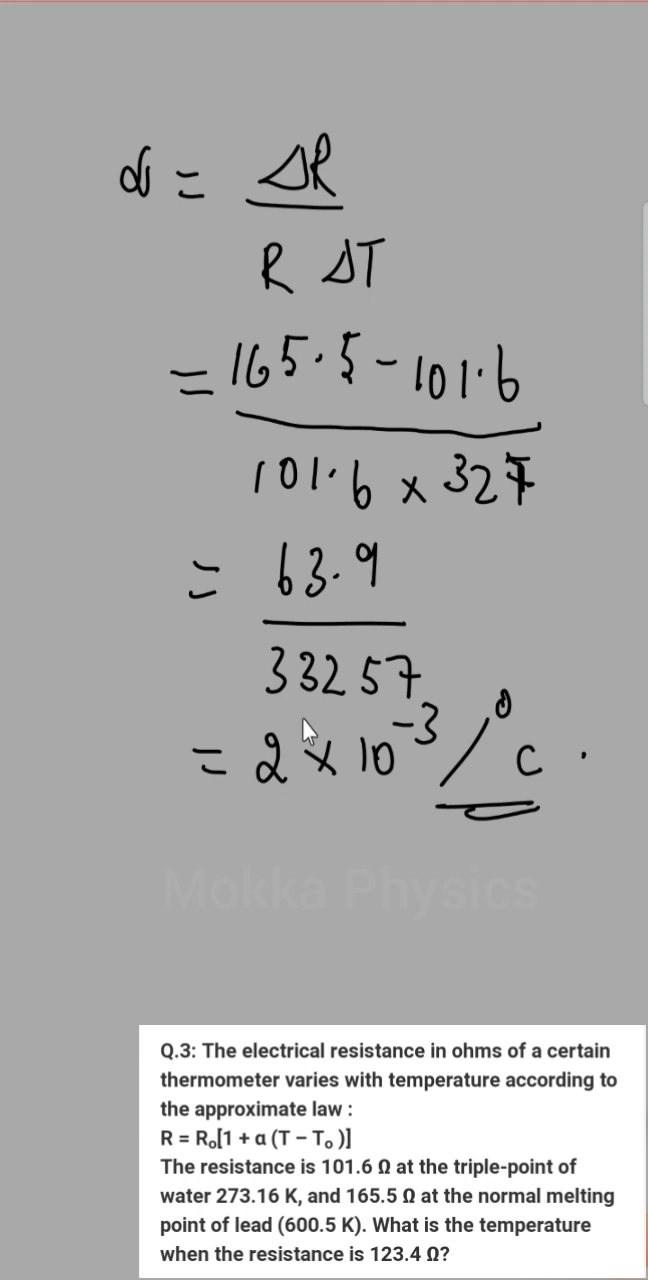 α = ΔR
R ΔT
= 165.5 - 101.6
101.6 × 327
= 63.9
33257
= 2 × 10⁻³ /°C .
Mokka Physics
Q.3: The electrical resistance in ohms of a certain
thermometer varies with temperature according to
the approximate law :
R = Rₒ[1 + α (T – Tₒ )]
The resistance is 101.6 Ω at the triple-point of
water 273.16 K, and 165.5 Ω at the normal melting
point of lead (600.5 K). What is the temperature
when the resistance is 123.4 Ω?